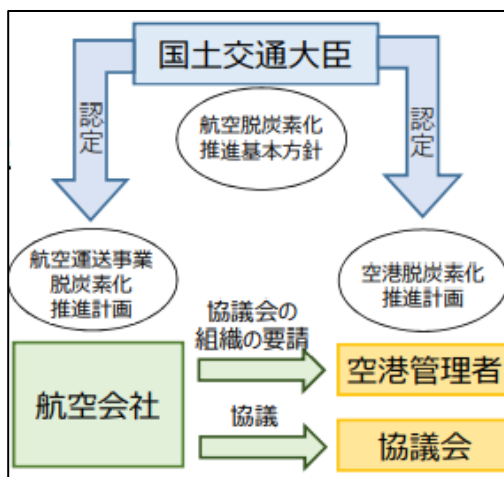 国土交通大臣
認定
航空脱炭素化
推進基本方針
認定
航空運送事業
脱炭素化
推進計画
空港脱炭素化
推進計画
協議会の
組織の要請
航空会社
空港管理者
協議
協議会